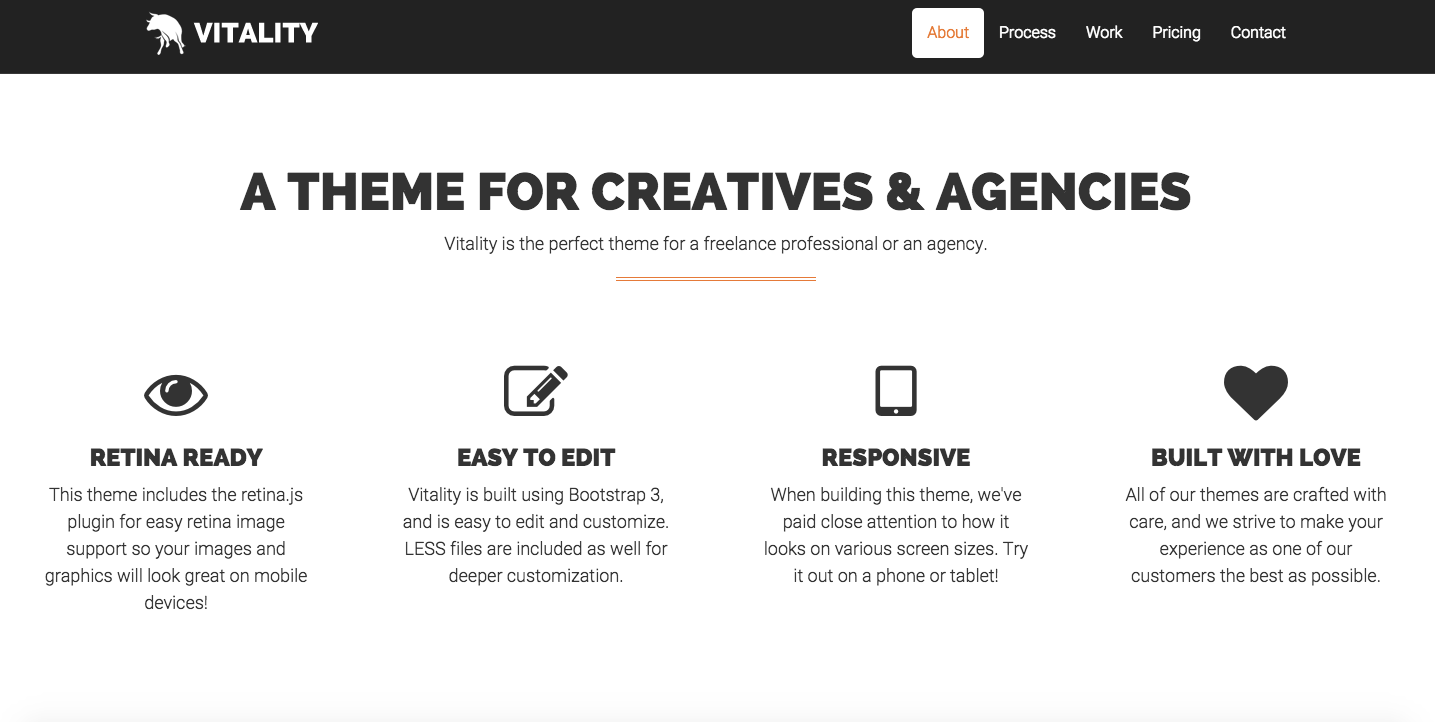 VITALITY
About Process Work Pricing Contact
A THEME FOR CREATIVES & AGENCIES
Vitality is the perfect theme for a freelance professional or an agency.
RETINA READY
This theme includes the retina.js
plugin for easy retina image
support so your images and
graphics will look great on mobile
devices!
EASY TO EDIT
Vitality is built using Bootstrap 3,
and is easy to edit and customize.
LESS files are included as well for
deeper customization.
RESPONSIVE
When building this theme, we've
paid close attention to how it
looks on various screen sizes. Try
it out on a phone or tablet!
BUILT WITH LOVE
All of our themes are crafted with
care, and we strive to make your
experience as one of our
customers the best as possible.